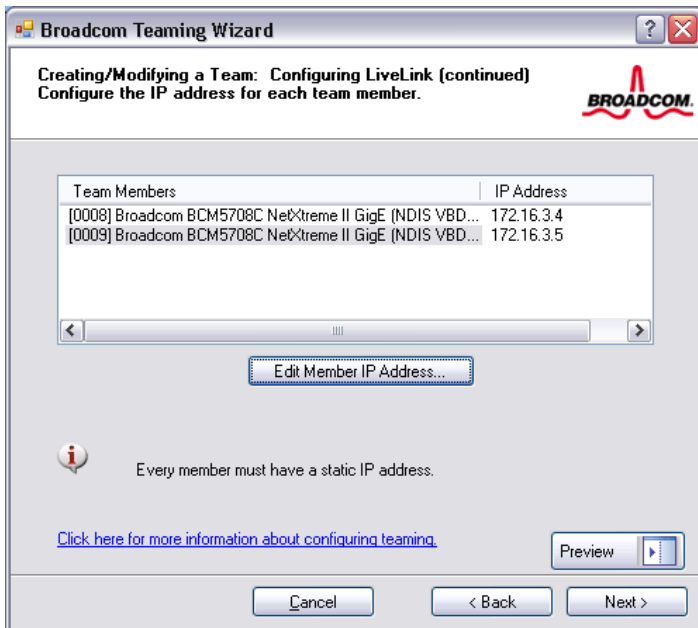 Broadcom Teaming Wizard
?
Creating/Modifying a Team: Configuring LiveLink (continued)
Configure the IP address for each team member.
BROADCOM.
Team Members IP Address
[0008] Broadcom BCM5708C NetXtreme II GigE (NDIS VBD... 172.16.3.4
[0009] Broadcom BCM5708C NetXtreme II GigE (NDIS VBD... 172.16.3.5
Edit Member IP Address...
Every member must have a static IP address.
Click here for more information about configuring teaming.
Preview
Cancel < Back Next >